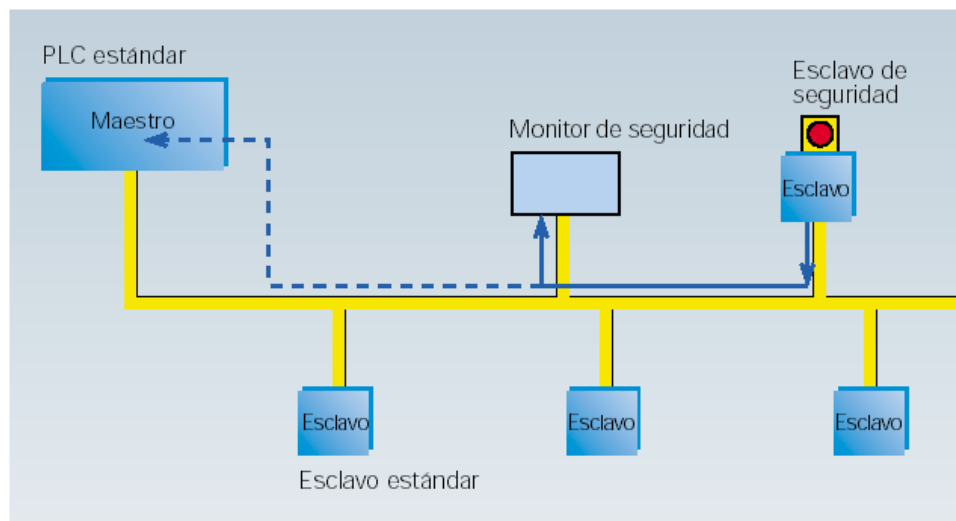 PLC estándar
Maestro
Monitor de seguridad
Esclavo de
seguridad
Esclavo
Esclavo
Esclavo
Esclavo
Esclavo estándar